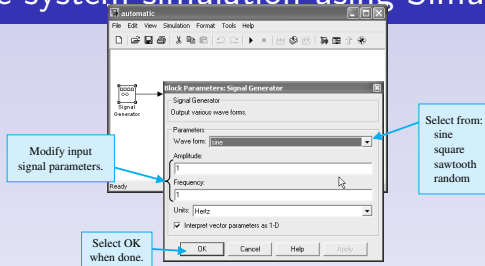 e system simulation using Simu
automatic
File Edit View Simulation Format Tools Help
Signal
Generator
Ready
Block Parameters: Signal Generator
Signal Generator
Output various wave forms.
Parameters
Wave form: sine
Amplitude:
1
Frequency:
1
Units: Hertz
Interpret vector parameters as 1-D
OK Cancel Help Apply
Modify input
signal parameters.
Select from:
sine
square
sawtooth
random
Select OK
when done.